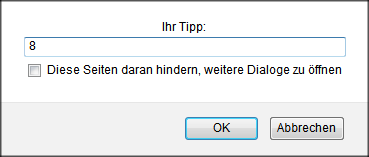 Ihr Tipp:
8
Diese Seiten daran hindern, weitere Dialoge zu öffnen
OK Abbrechen